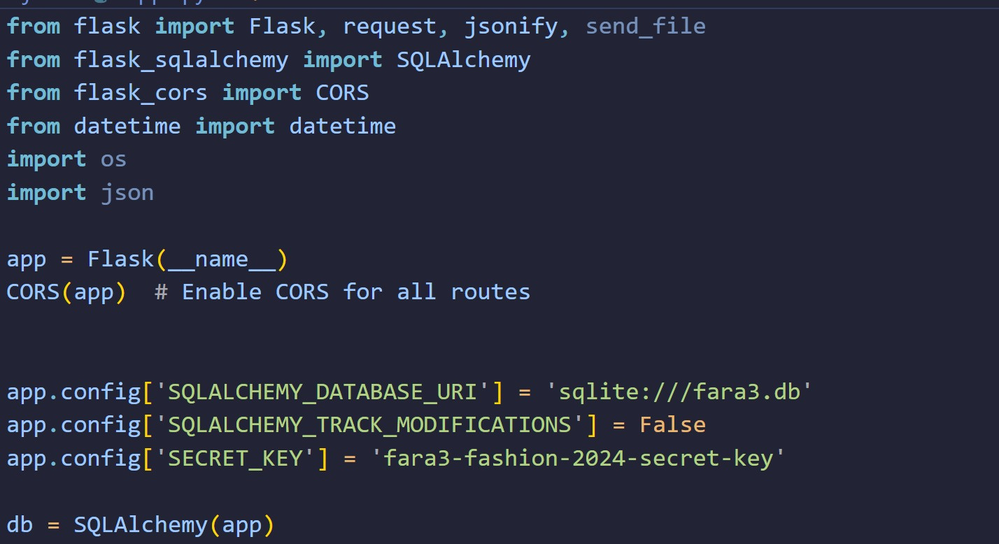 from flask import Flask, request, jsonify, send_file
from flask_sqlalchemy import SQLAlchemy
from flask_cors import CORS
from datetime import datetime
import os
import json
app = Flask(__name__)
CORS(app)  # Enable CORS for all routes
app.config['SQLALCHEMY_DATABASE_URI'] = 'sqlite:///fara3.db'
app.config['SQLALCHEMY_TRACK_MODIFICATIONS'] = False
app.config['SECRET_KEY'] = 'fara3-fashion-2024-secret-key'
db = SQLAlchemy(app)